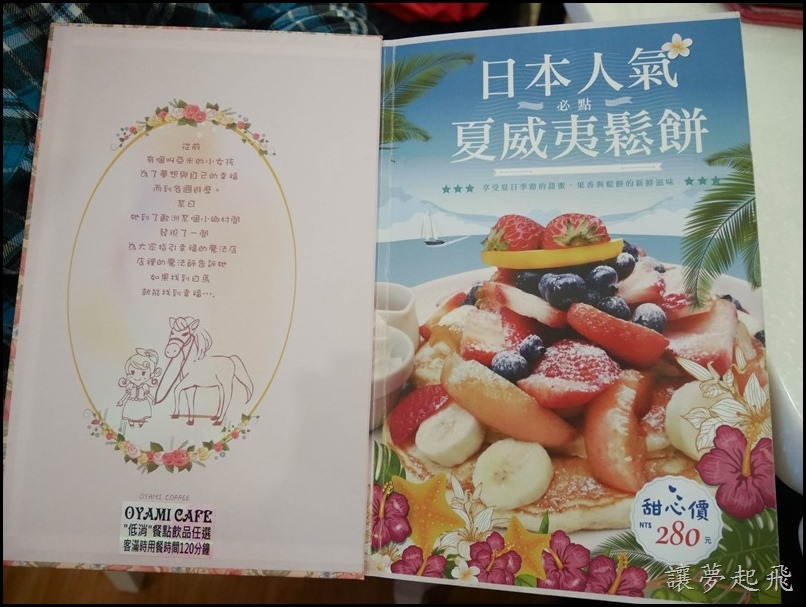 從前
有個叫亞米的小女孩
為了夢想與自己的幸福
而到各國遊歷。
某日
她到了歐洲某個小鄉村間
發現了一間
為大家指引幸福的魔法店
店裡的魔法師告訴她
如果找到白馬
就能找到幸福….
OYAMI COFFEE
OYAMI CAFE
"低消"餐點飲品任選
客滿時用餐時間120分鐘
日本人氣
必點
夏威夷鬆餅
★★★ 享受夏日季節的甜蜜，果香與鬆餅的新鮮滋味 ★★★
甜心價
NT$ 280元
讓夢起飛